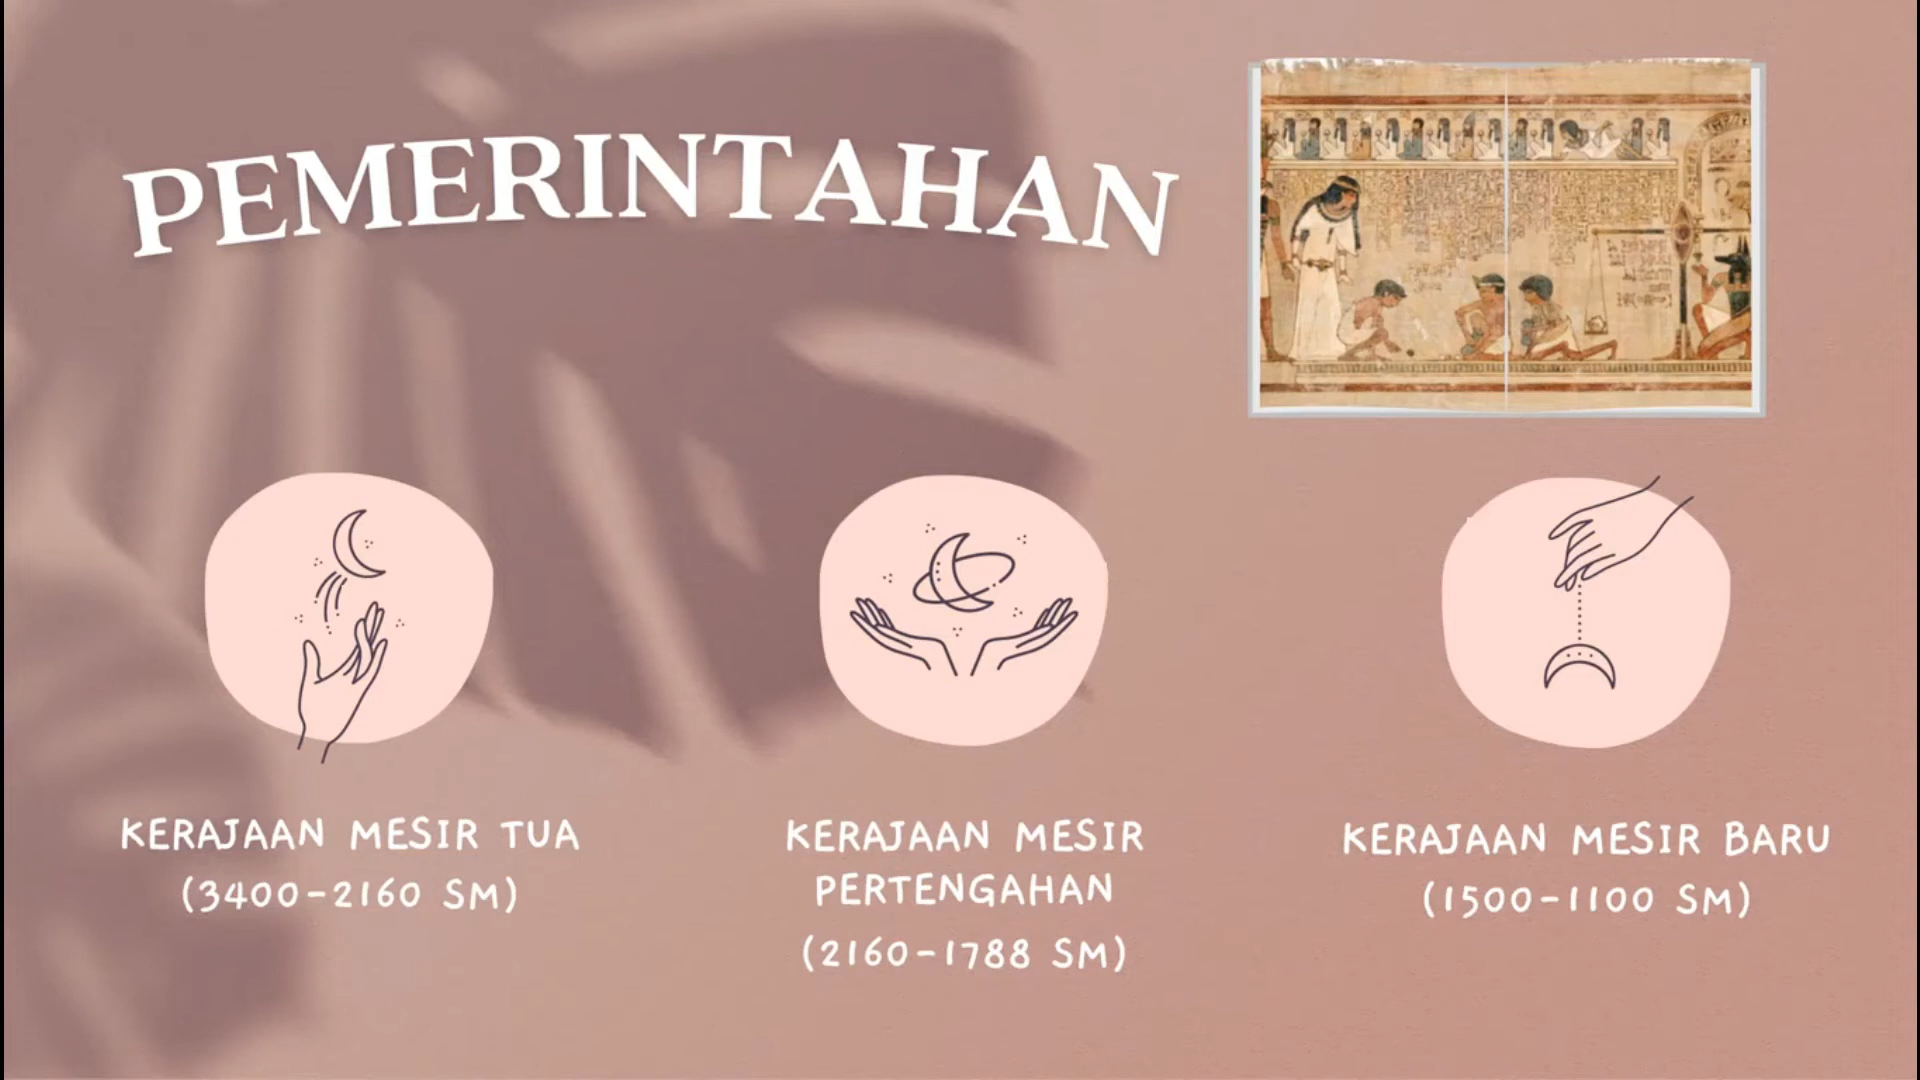 PEMERINTAHAN
KERAJAAN MESIR TUA
(3400-2160 SM)
KERAJAAN MESIR
PERTENGAHAN
(2160-1788 SM)
KERAJAAN MESIR BARU
(1500-1100 SM)